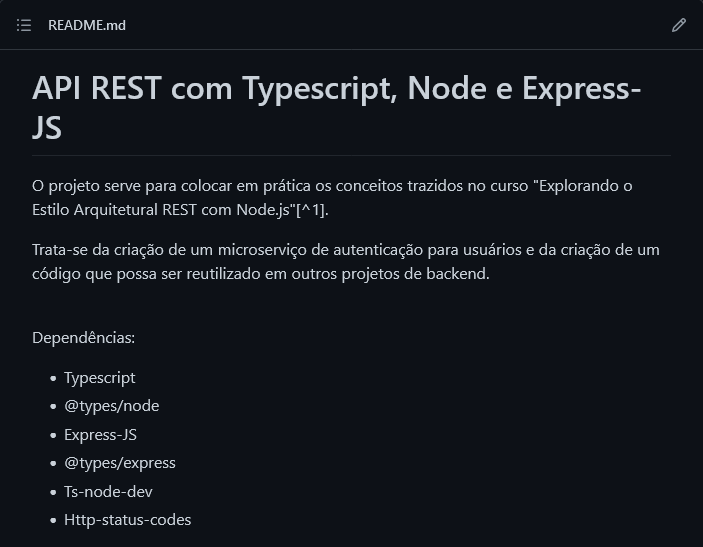 README.md
API REST com Typescript, Node e Express-
JS
O projeto serve para colocar em prática os conceitos trazidos no curso "Explorando o
Estilo Arquitetural REST com Node.js"[^1].
Trata-se da criação de um microserviço de autenticação para usuários e da criação de um
código que possa ser reutilizado em outros projetos de backend.
Dependências:
• Typescript
• @types/node
• Express-JS
• @types/express
• Ts-node-dev
• Http-status-codes